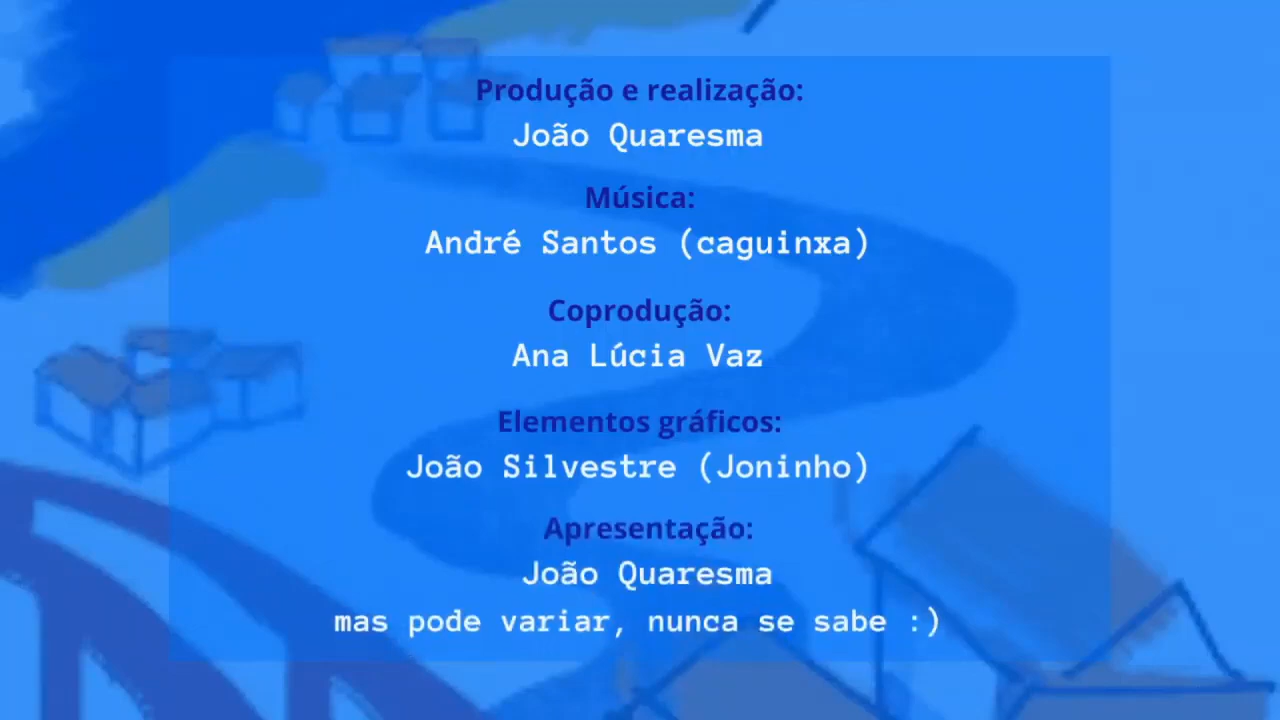 Produção e realização:
João Quaresma
Música:
André Santos (caguinxa)
Coprodução:
Ana Lúcia Vaz
Elementos gráficos:
João Silvestre (Joninho)
Apresentação:
João Quaresma
mas pode variar, nunca se sabe :)